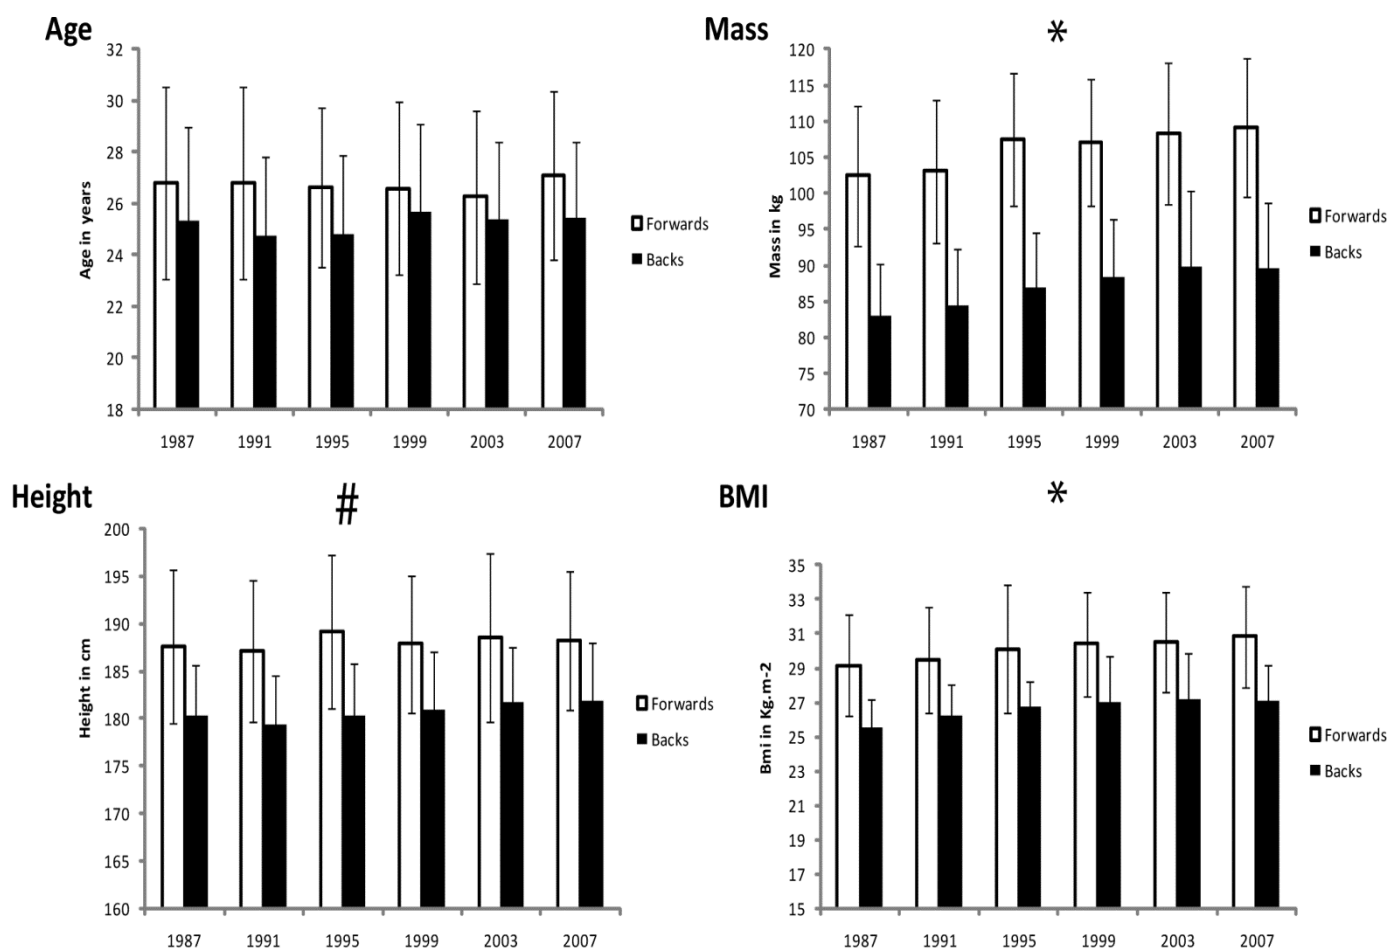 Age
32
30
28
26
24
22
20
18
Age in years
1987 1991 1995 1999 2003 2007
Forwards
Backs
Mass
*
120
115
110
105
100
95
90
85
80
75
70
Mass in kg
1987 1991 1995 1999 2003 2007
Forwards
Backs
Height
#
200
195
190
185
180
175
170
165
160
Height in cm
1987 1991 1995 1999 2003 2007
Forwards
Backs
BMI
*
35
33
31
29
27
25
23
21
19
17
15
Bmi in Kg.m-2
1987 1991 1995 1999 2003 2007
Forwards
Backs